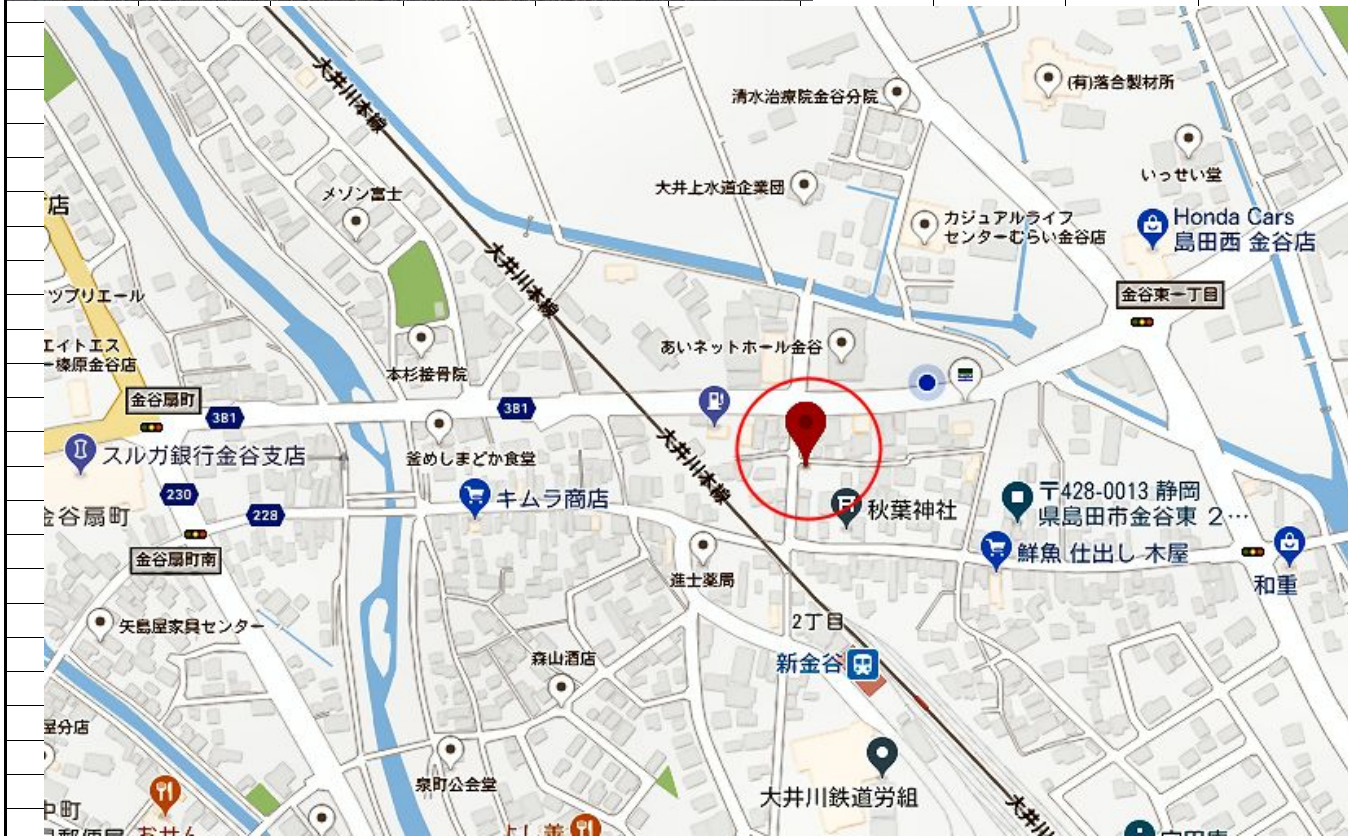 大井川本線
清水治療院金谷分院
(有)落合製材所
いっせい堂
メゾン富士
大井上水道企業団
店
カジュアルライフ
センターむらい金谷店
Honda Cars
島田西 金谷店
大井川本線
金谷東一丁目
ツプリエール
エイトエス
榛原金谷店
あいネットホール金谷
本杉接骨院
金谷扇町
381
381
釜めしまどか食堂
スルガ銀行金谷支店
大井川本線
230
228
キムラ商店
秋葉神社
〒428-0013 静岡
県島田市金谷東 2…
金谷扇町
金谷扇町南
鮮魚 仕出し 木屋
進士薬局
和重
矢島屋家具センター
2丁目
森山酒店
新金谷
屋分店
泉町公会堂
大井川鉄道労組
中町
おせん
よし善